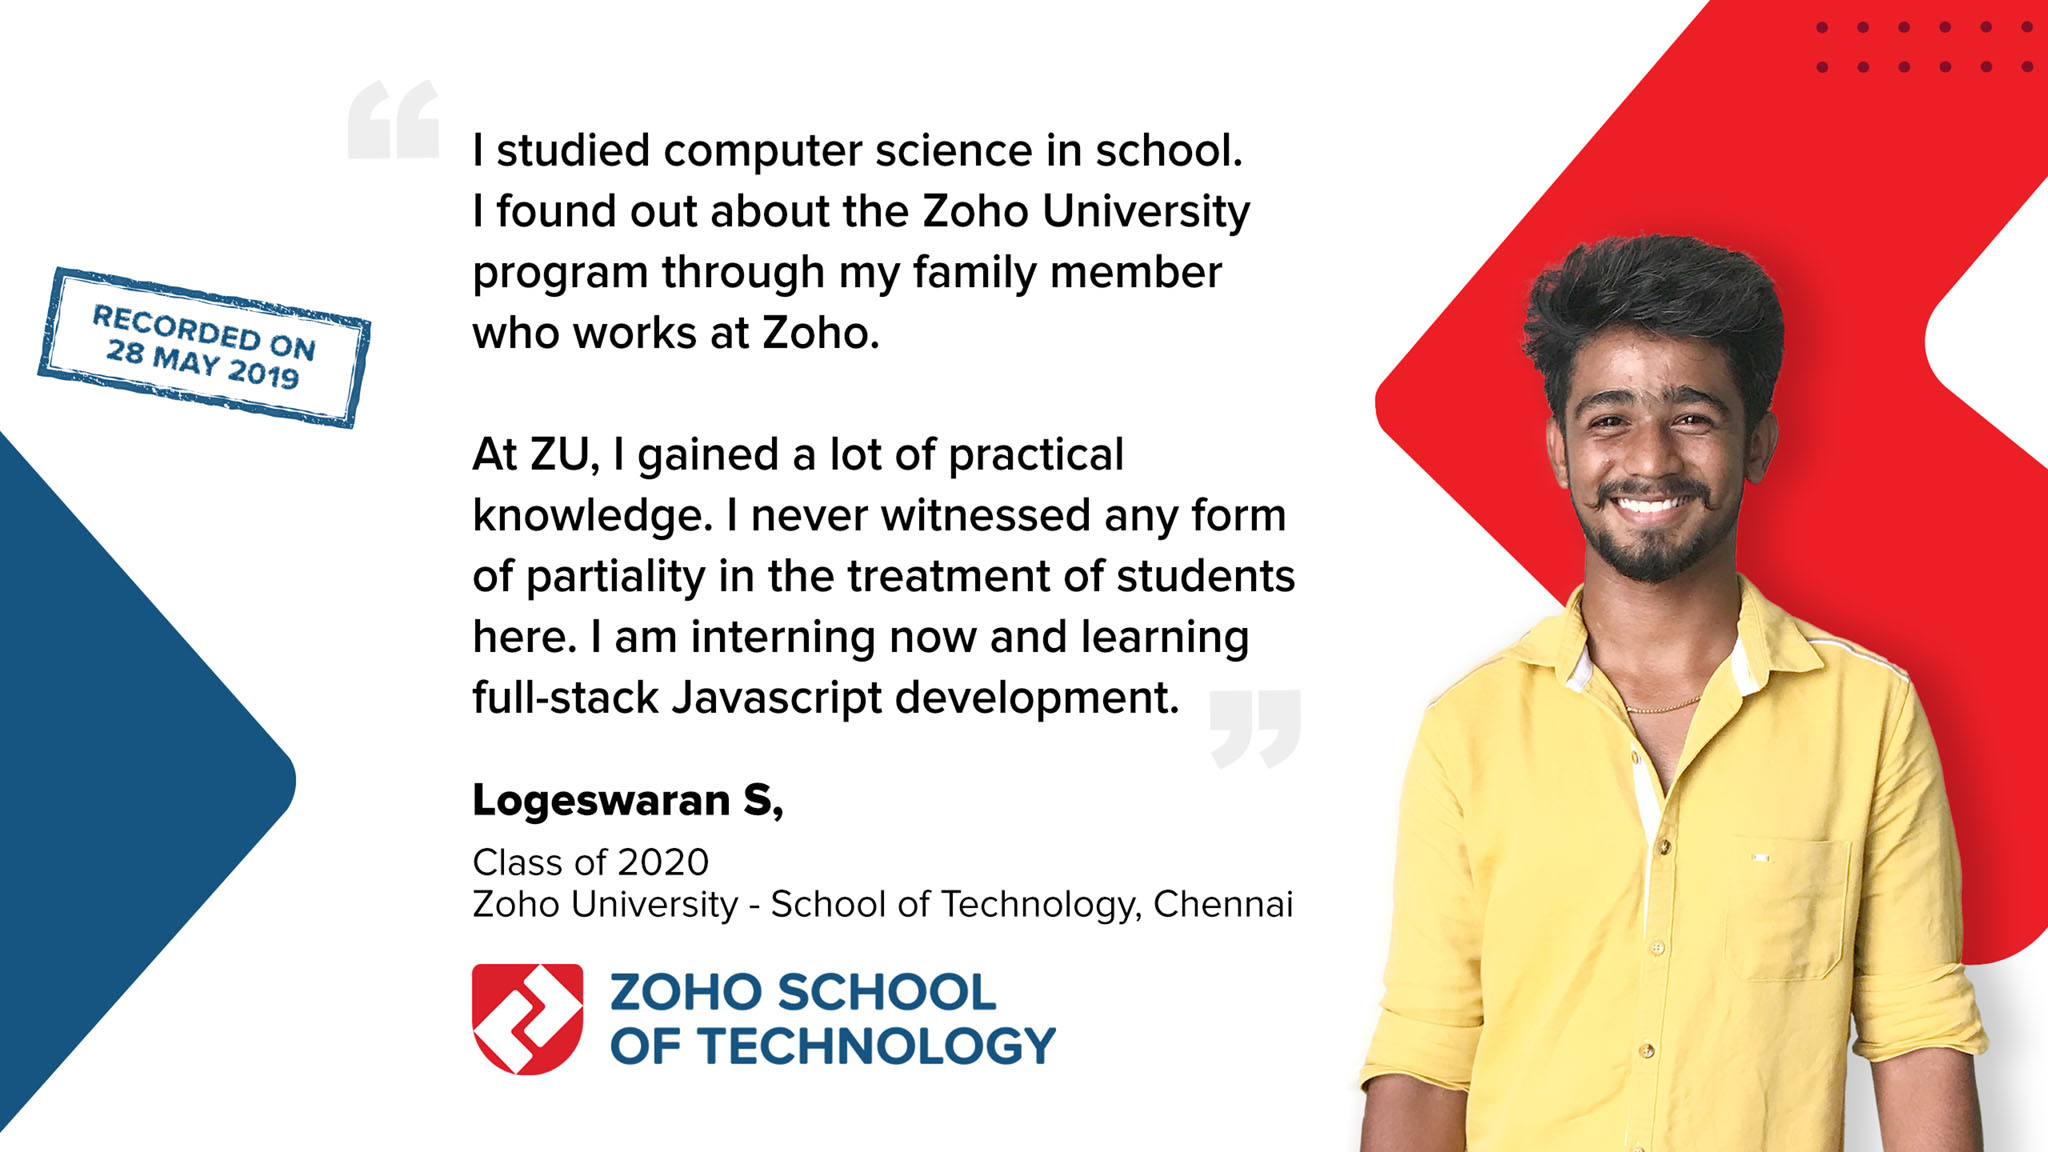 I studied computer science in school.
I found out about the Zoho University
program through my family member
who works at Zoho.
RECORDED ON
28 MAY 2019
At ZU, I gained a lot of practical
knowledge. I never witnessed any form
of partiality in the treatment of students
here. I am interning now and learning
full-stack Javascript development.
Logeswaran S,
Class of 2020
Zoho University - School of Technology, Chennai
ZOHO SCHOOL
OF TECHNOLOGY